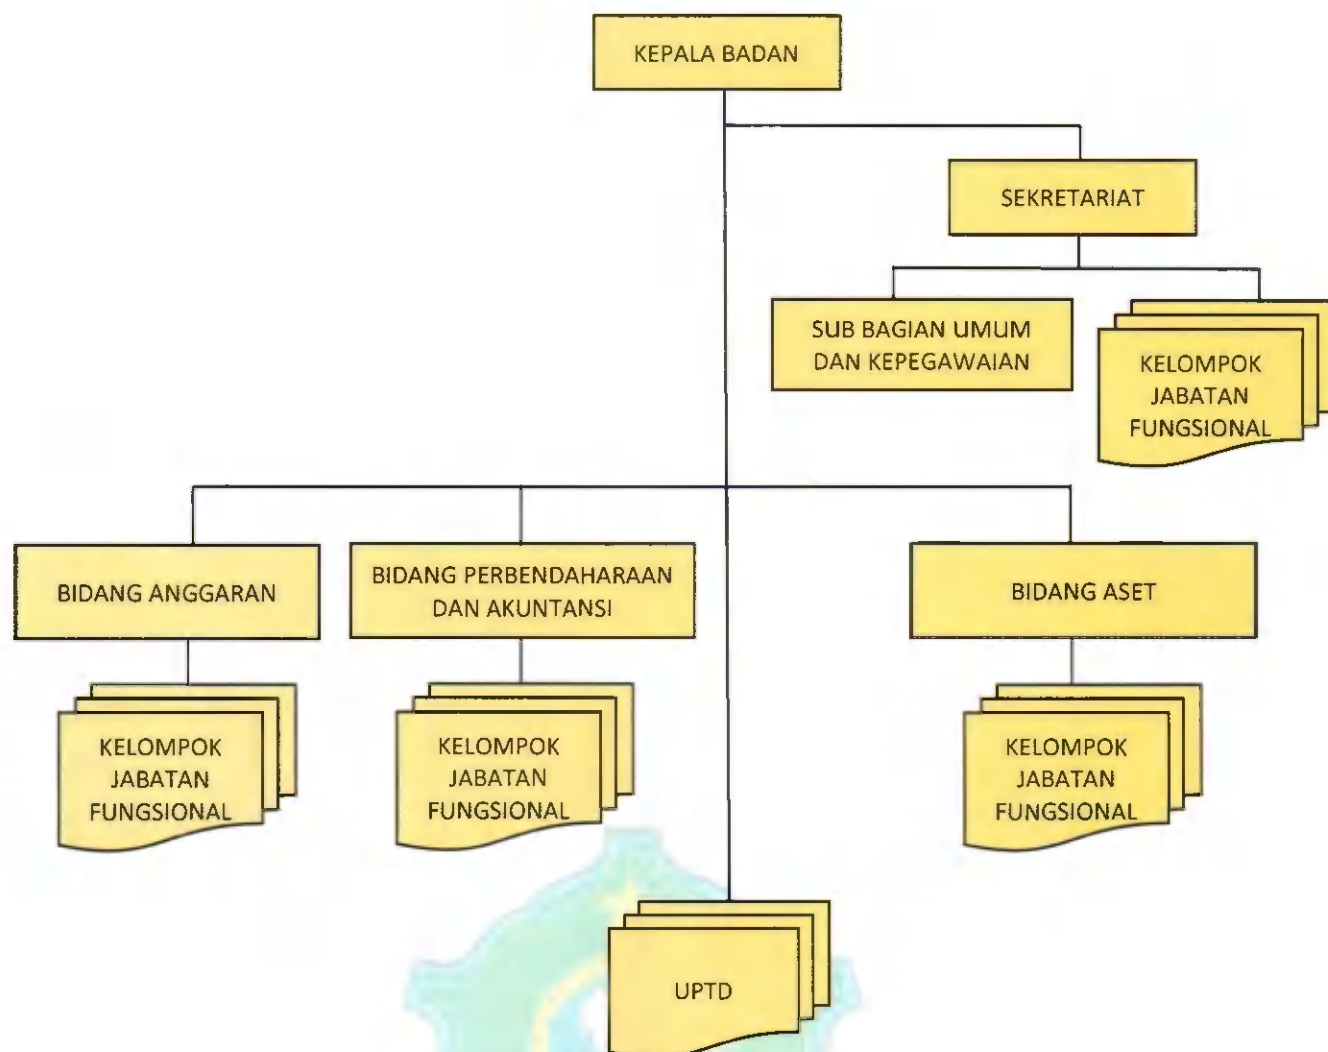 KEPALA BADAN
SEKRETARIAT
SUB BAGIAN UMUM
DAN KEPEGAWAIAN
KELOMPOK
JABATAN
FUNGSIONAL
BIDANG ANGGARAN
BIDANG PERBENDAHARAAN
DAN AKUNTANSI
BIDANG ASET
KELOMPOK
JABATAN
FUNGSIONAL
KELOMPOK
JABATAN
FUNGSIONAL
KELOMPOK
JABATAN
FUNGSIONAL
UPTD